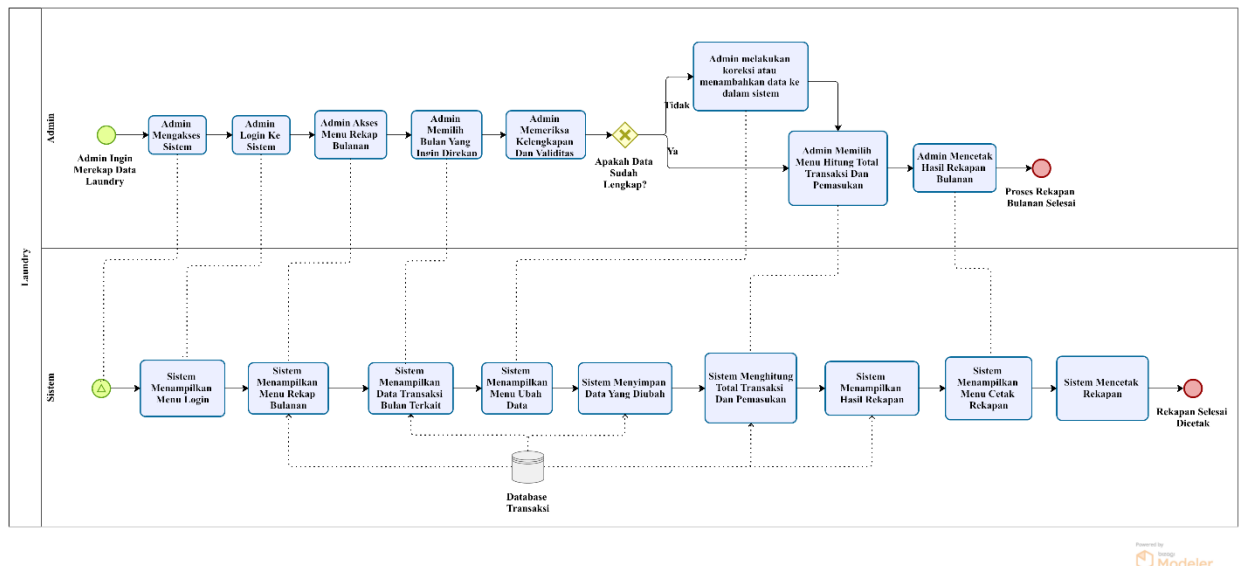 Laundry
Admin
Admin Ingin
Merekap Data
Laundry
Admin
Mengakses
Sistem
Admin
Login Ke
Sistem
Admin Akses
Menu Rekap
Bulanan
Admin
Memilih
Bulan Yang
Ingin Direkap
Admin
Memeriksa
Kelengkapan
Dan Validitas
Apakah Data
Sudah
Lengkap?
Tidak
Ya
Admin melakukan
koreksi atau
menambahkan data ke
dalam sistem
Admin Memilih
Menu Hitung Total
Transaksi Dan
Pemasukan
Admin Mencetak
Hasil Rekapan
Bulanan
Proses Rekapan
Bulanan Selesai
Sistem
Sistem
Menampilkan
Menu Login
Sistem
Menampilkan
Menu Rekap
Bulanan
Sistem
Menampilkan
Data Transaksi
Bulan Terkait
Sistem
Menampilkan
Menu Ubah
Data
Sistem Menyimpan
Data Yang Diubah
Sistem Menghitung
Total Transaksi
Dan Pemasukan
Sistem
Menampilkan
Hasil Rekapan
Sistem
Menampilkan
Menu Cetak
Rekapan
Sistem Mencetak
Rekapan
Rekapan Selesai
Dicetak
Database
Transaksi
Powered by
bizagi
Modeler